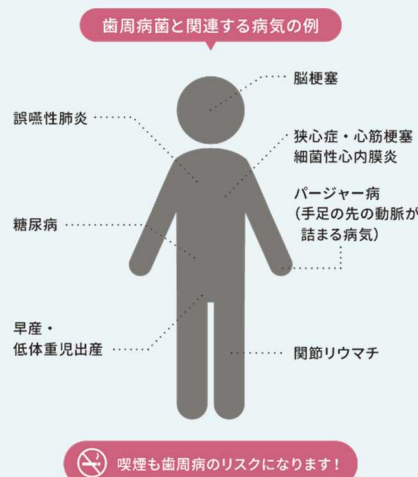 歯周病菌と関連する病気の例
脳梗塞
誤嚥性肺炎
狭心症・心筋梗塞
細菌性心内膜炎
バージャー病
(手足の先の動脈が
詰まる病気)
糖尿病
早産・
低体重児出産
関節リウマチ
喫煙も歯周病のリスクになります!